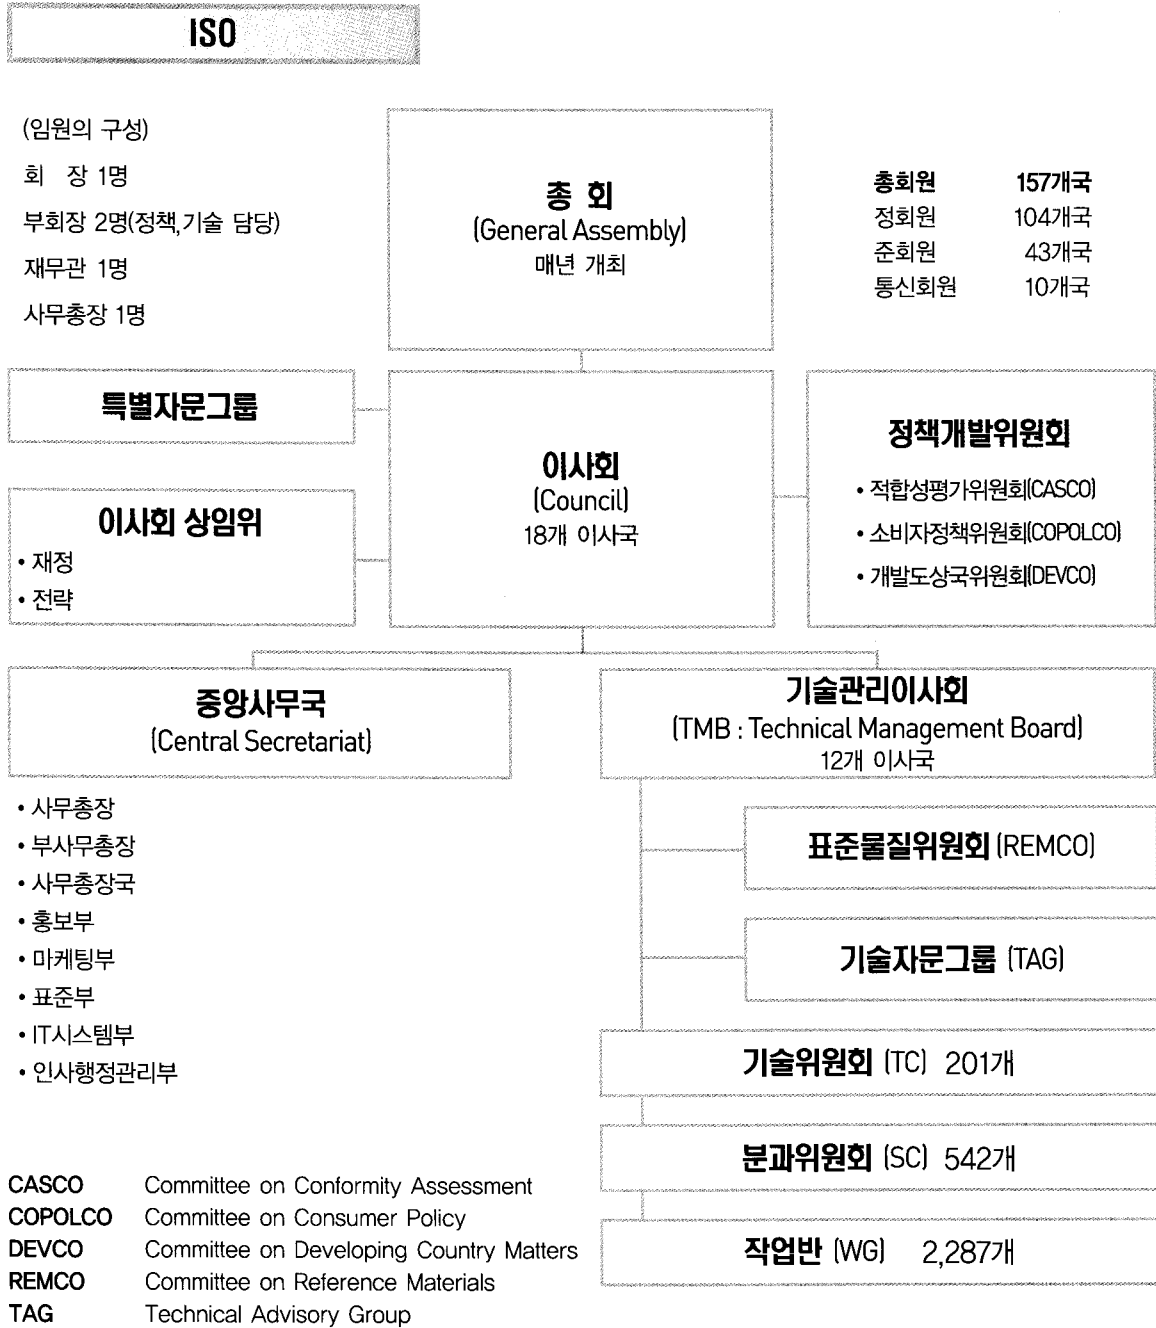 ISO
(임원의 구성)
회 장 1명
부회장 2명(정책,기술 담당)
재무관 1명
사무총장 1명
총 회
(General Assembly)
매년 개최
총회원 157개국
정회원 104개국
준회원 43개국
통신회원 10개국
특별자문그룹
이사회 상임위
• 재정
• 전략
이사회
(Council)
18개 이사국
정책개발위원회
• 적합성평가위원회(CASCO)
• 소비자정책위원회(COPOLCO)
• 개발도상국위원회(DEVCO)
중앙사무국
(Central Secretariat)
• 사무총장
• 부사무총장
• 사무총장국
• 홍보부
• 마케팅부
• 표준부
• IT시스템부
• 인사행정관리부
기술관리이사회
(TMB : Technical Management Board)
12개 이사국
표준물질위원회 (REMCO)
기술자문그룹 (TAG)
기술위원회 (TC) 201개
분과위원회 (SC) 542개
작업반 (WG) 2,287개
CASCO Committee on Conformity Assessment
COPOLCO Committee on Consumer Policy
DEVCO Committee on Developing Country Matters
REMCO Committee on Reference Materials
TAG Technical Advisory Group